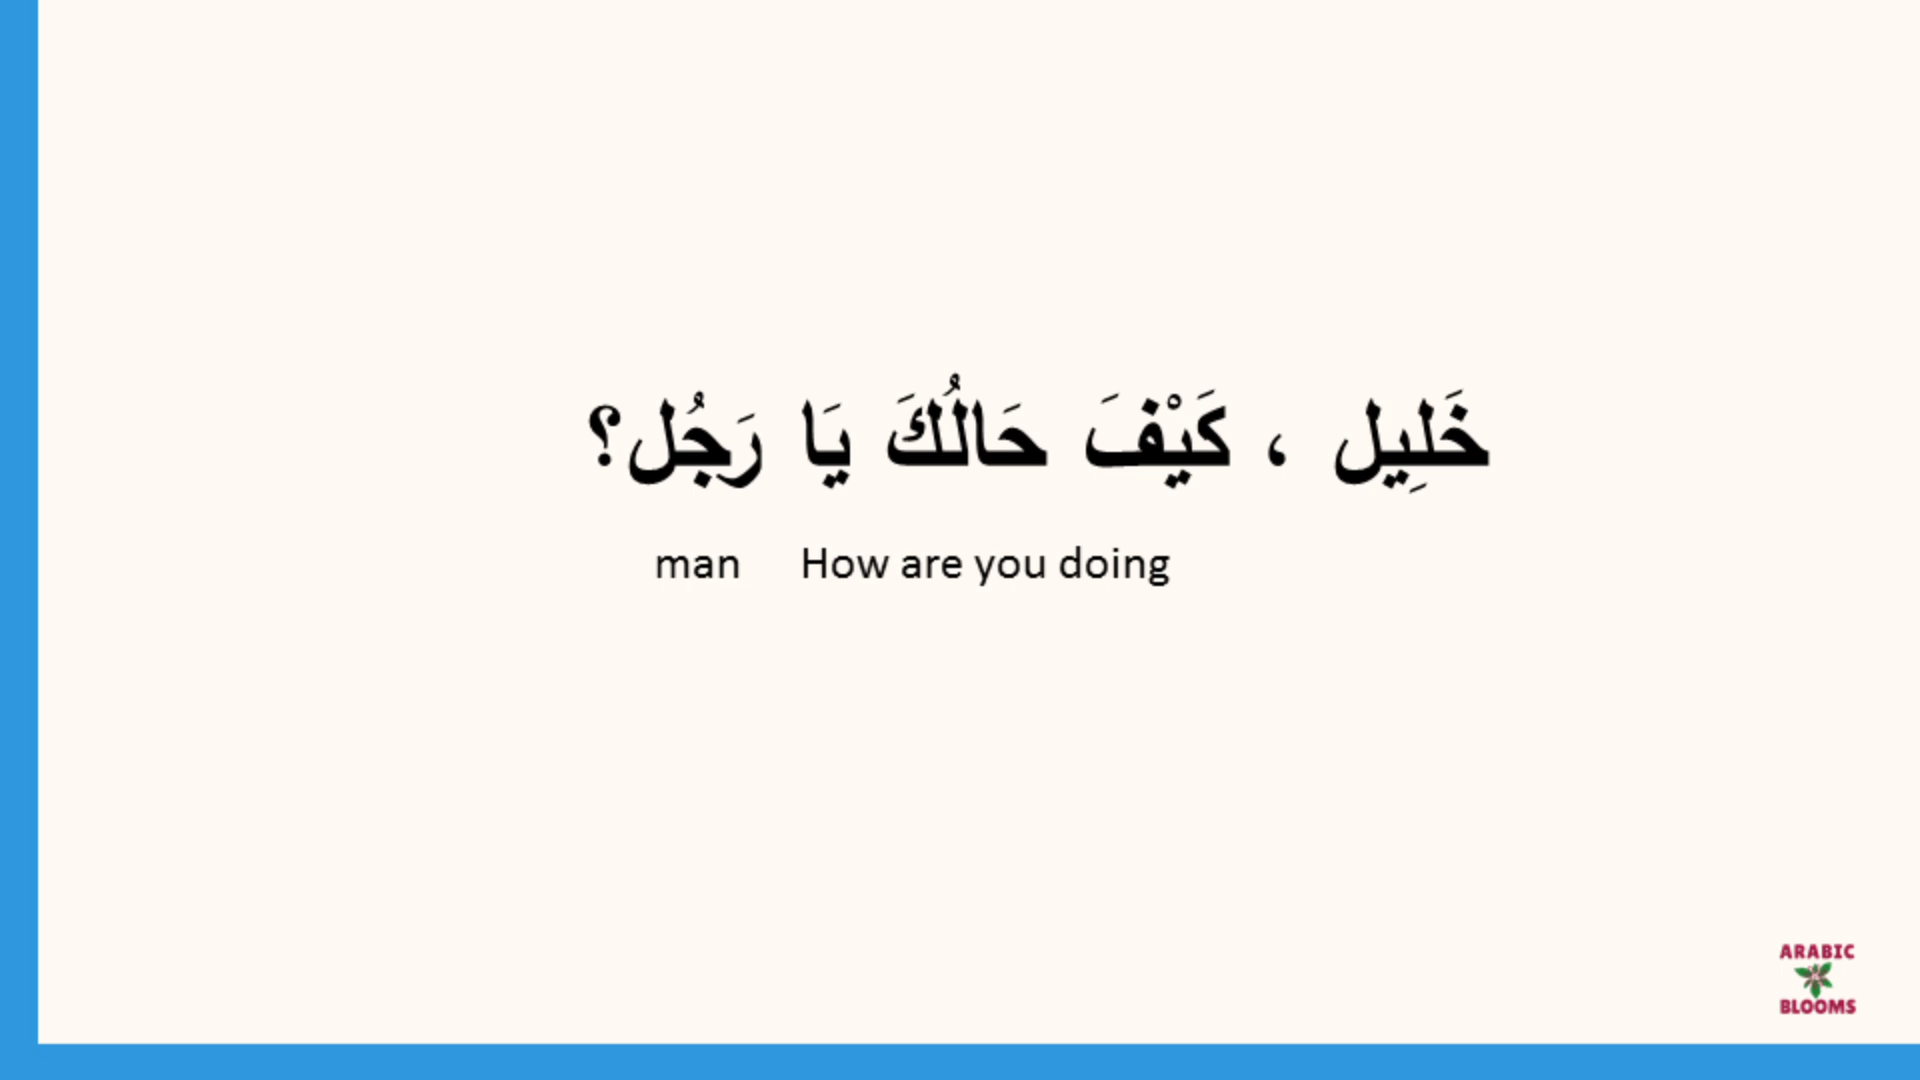 خَلِيل ، كَيْفَ حَالُكَ يَا رَجُل؟
man How are you doing
ARABIC
BLOOMS